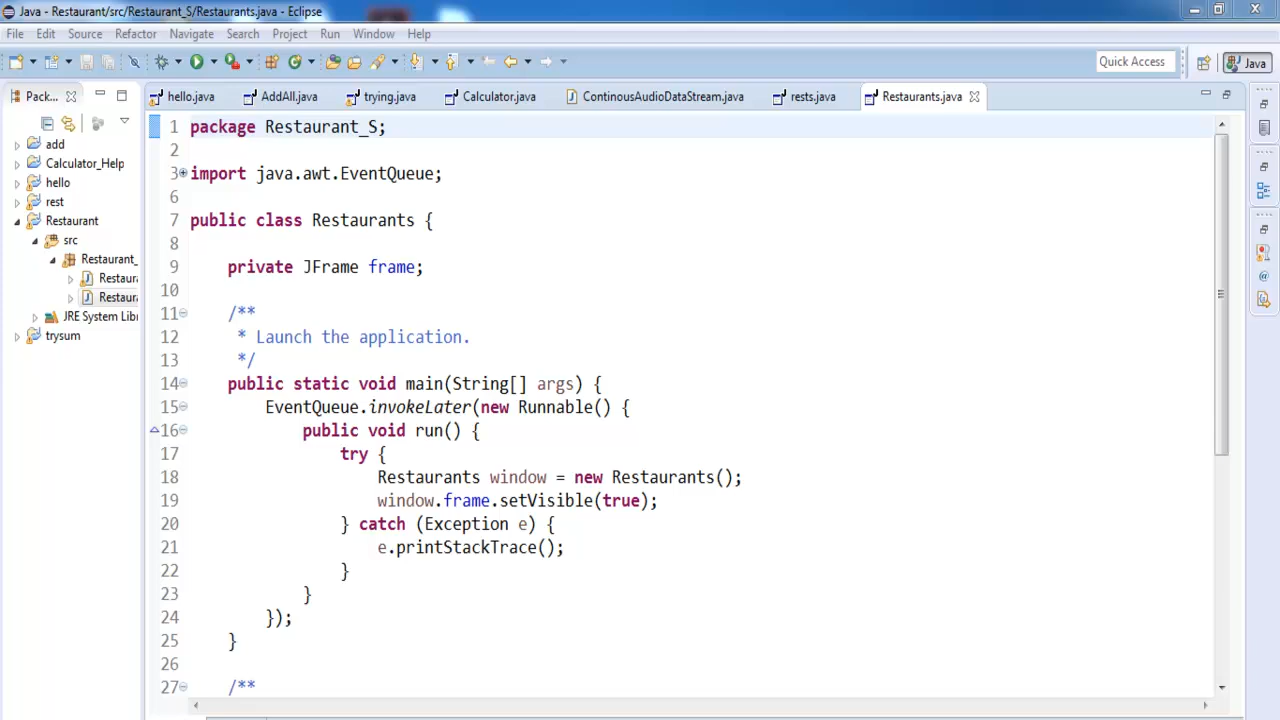 Java - Restaurant/src/Restaurant_S/Restaurants.java - Eclipse
File Edit Source Refactor Navigate Search Project Run Window Help
Quick Access
Java
Pack...
hello.java
AddAll.java
trying.java
Calculator.java
ContinousAudioDataStream.java
rests.java
Restaurants.java
add
Calculator_Help
hello
rest
Restaurant
src
Restaurant_
Restaura
Restaura
JRE System Lib
trysum
1 package Restaurant_S;
2
3 import java.awt.EventQueue;
6
7 public class Restaurants {
8
9 private JFrame frame;
10
11 /**
12 * Launch the application.
13 */
14 public static void main(String[] args) {
15 EventQueue.invokeLater(new Runnable() {
16 public void run() {
17 try {
18 Restaurants window = new Restaurants();
19 window.frame.setVisible(true);
20 } catch (Exception e) {
21 e.printStackTrace();
22 }
23 }
24 });
25 }
26
27 /**